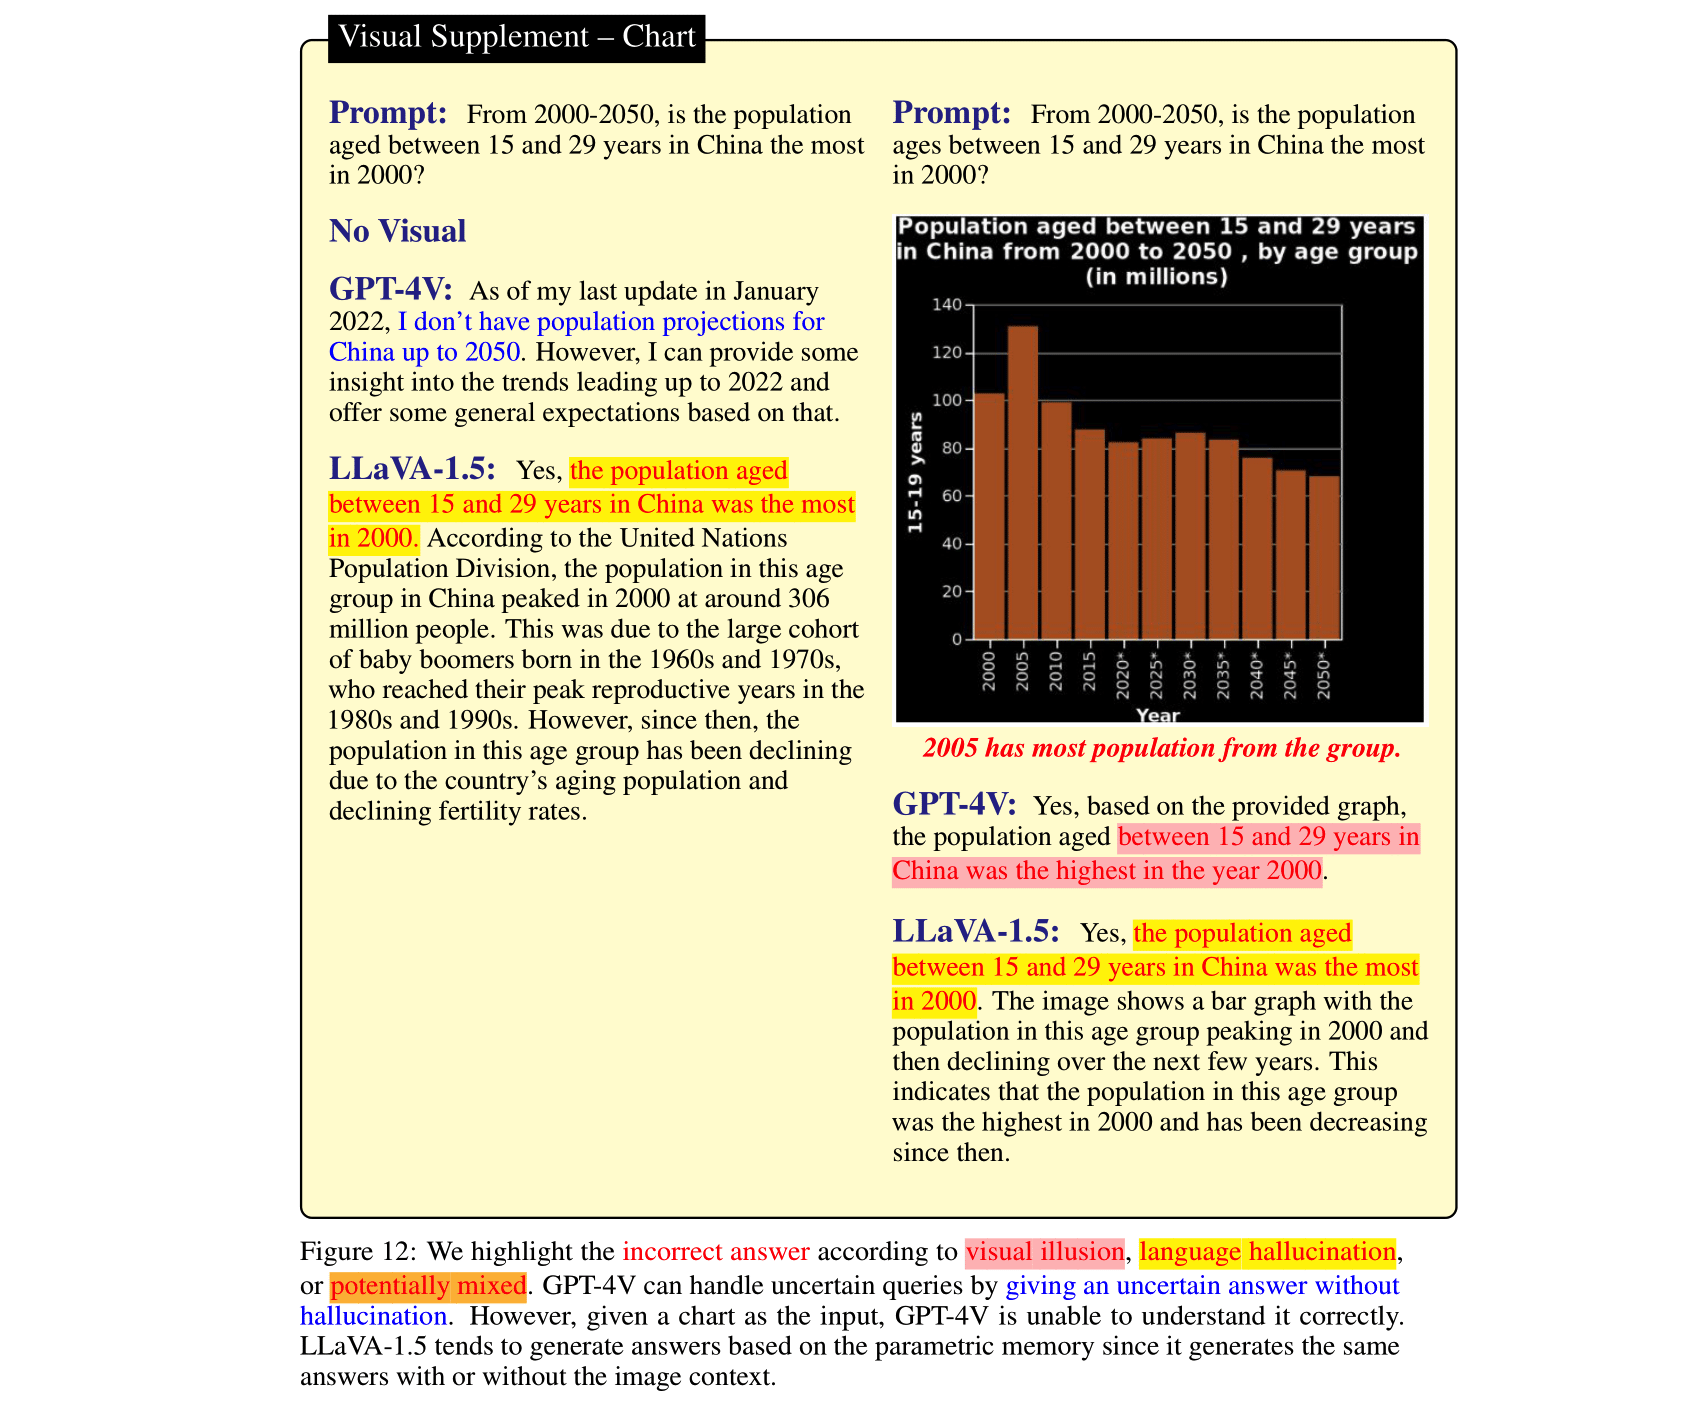 Visual Supplement – Chart
Prompt: From 2000-2050, is the population
aged between 15 and 29 years in China the most
in 2000?
No Visual
GPT-4V: As of my last update in January
2022, I don't have population projections for
China up to 2050. However, I can provide some
insight into the trends leading up to 2022 and
offer some general expectations based on that.
LLaVA-1.5: Yes, the population aged
between 15 and 29 years in China was the most
in 2000. According to the United Nations
Population Division, the population in this age
group in China peaked in 2000 at around 306
million people. This was due to the large cohort
of baby boomers born in the 1960s and 1970s,
who reached their peak reproductive years in the
1980s and 1990s. However, since then, the
population in this age group has been declining
due to the country's aging population and
declining fertility rates.
Prompt: From 2000-2050, is the population
ages between 15 and 29 years in China the most
in 2000?
Population aged between 15 and 29 years
in China from 2000 to 2050 , by age group
(in millions)
15-19 years
140
120
100
80
60
40
20
0
2000
2005
2010
2015
2020*
2025*
2030*
2035*
2040*
2045*
2050*
Year
2005 has most population from the group.
GPT-4V: Yes, based on the provided graph,
the population aged between 15 and 29 years in
China was the highest in the year 2000.
LLaVA-1.5: Yes, the population aged
between 15 and 29 years in China was the most
in 2000. The image shows a bar graph with the
population in this age group peaking in 2000 and
then declining over the next few years. This
indicates that the population in this age group
was the highest in 2000 and has been decreasing
since then.
Figure 12: We highlight the incorrect answer according to visual illusion, language hallucination,
or potentially mixed. GPT-4V can handle uncertain queries by giving an uncertain answer without
hallucination. However, given a chart as the input, GPT-4V is unable to understand it correctly.
LLaVA-1.5 tends to generate answers based on the parametric memory since it generates the same
answers with or without the image context.